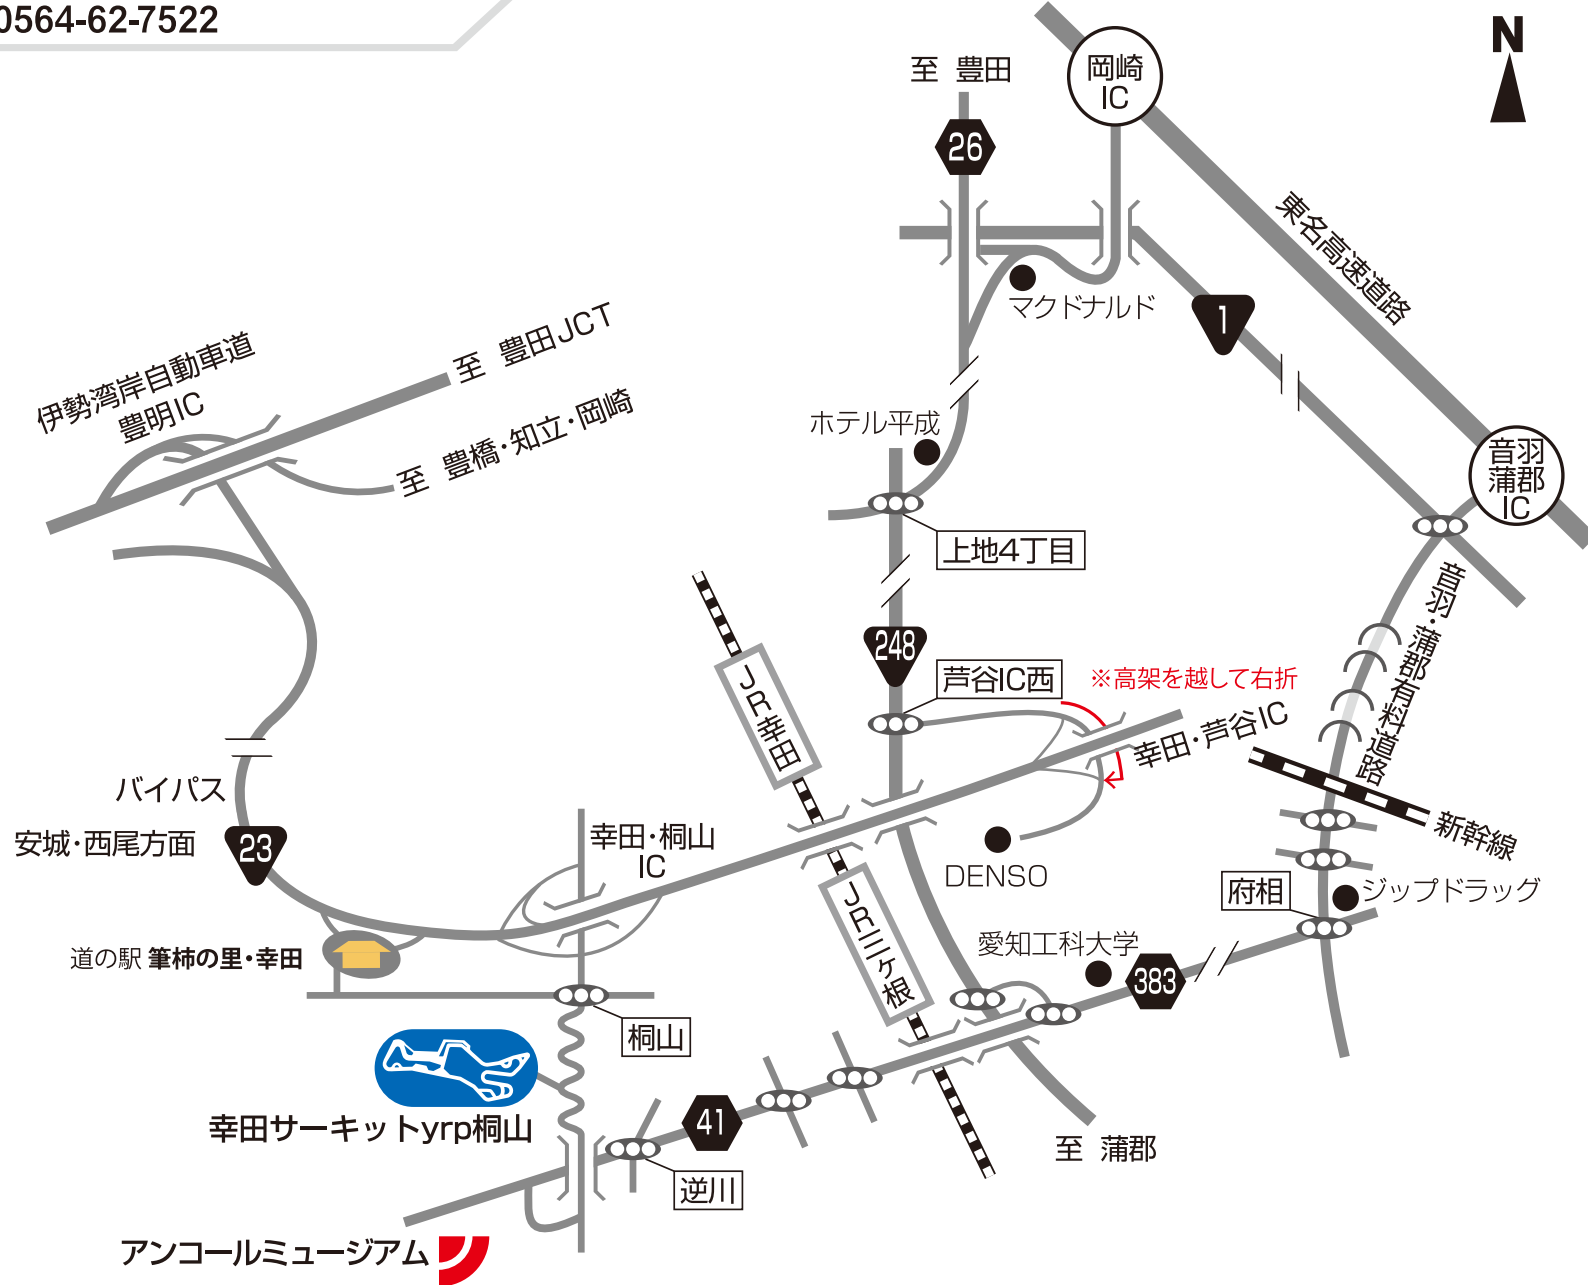 0564-62-7522
N
至 豊田
岡崎
IC
26
東名高速道路
マクドナルド
1
至 豊田JCT
伊勢湾岸自動車道
豊明IC
至 豊橋・知立・岡崎
ホテル平成
音羽
蒲郡
IC
上地4丁目
音羽・蒲郡有料道路
248
芦谷IC西
※高架を越して右折
幸田・芦谷IC
JR幸田
バイパス
安城・西尾方面
23
幸田・桐山
IC
新幹線
DENSO
府相
ジップドラッグ
JR三ヶ根
愛知工科大学
383
道の駅 筆柿の里・幸田
桐山
幸田サーキットyrp桐山
41
至 蒲郡
逆川
アンコールミュージアム